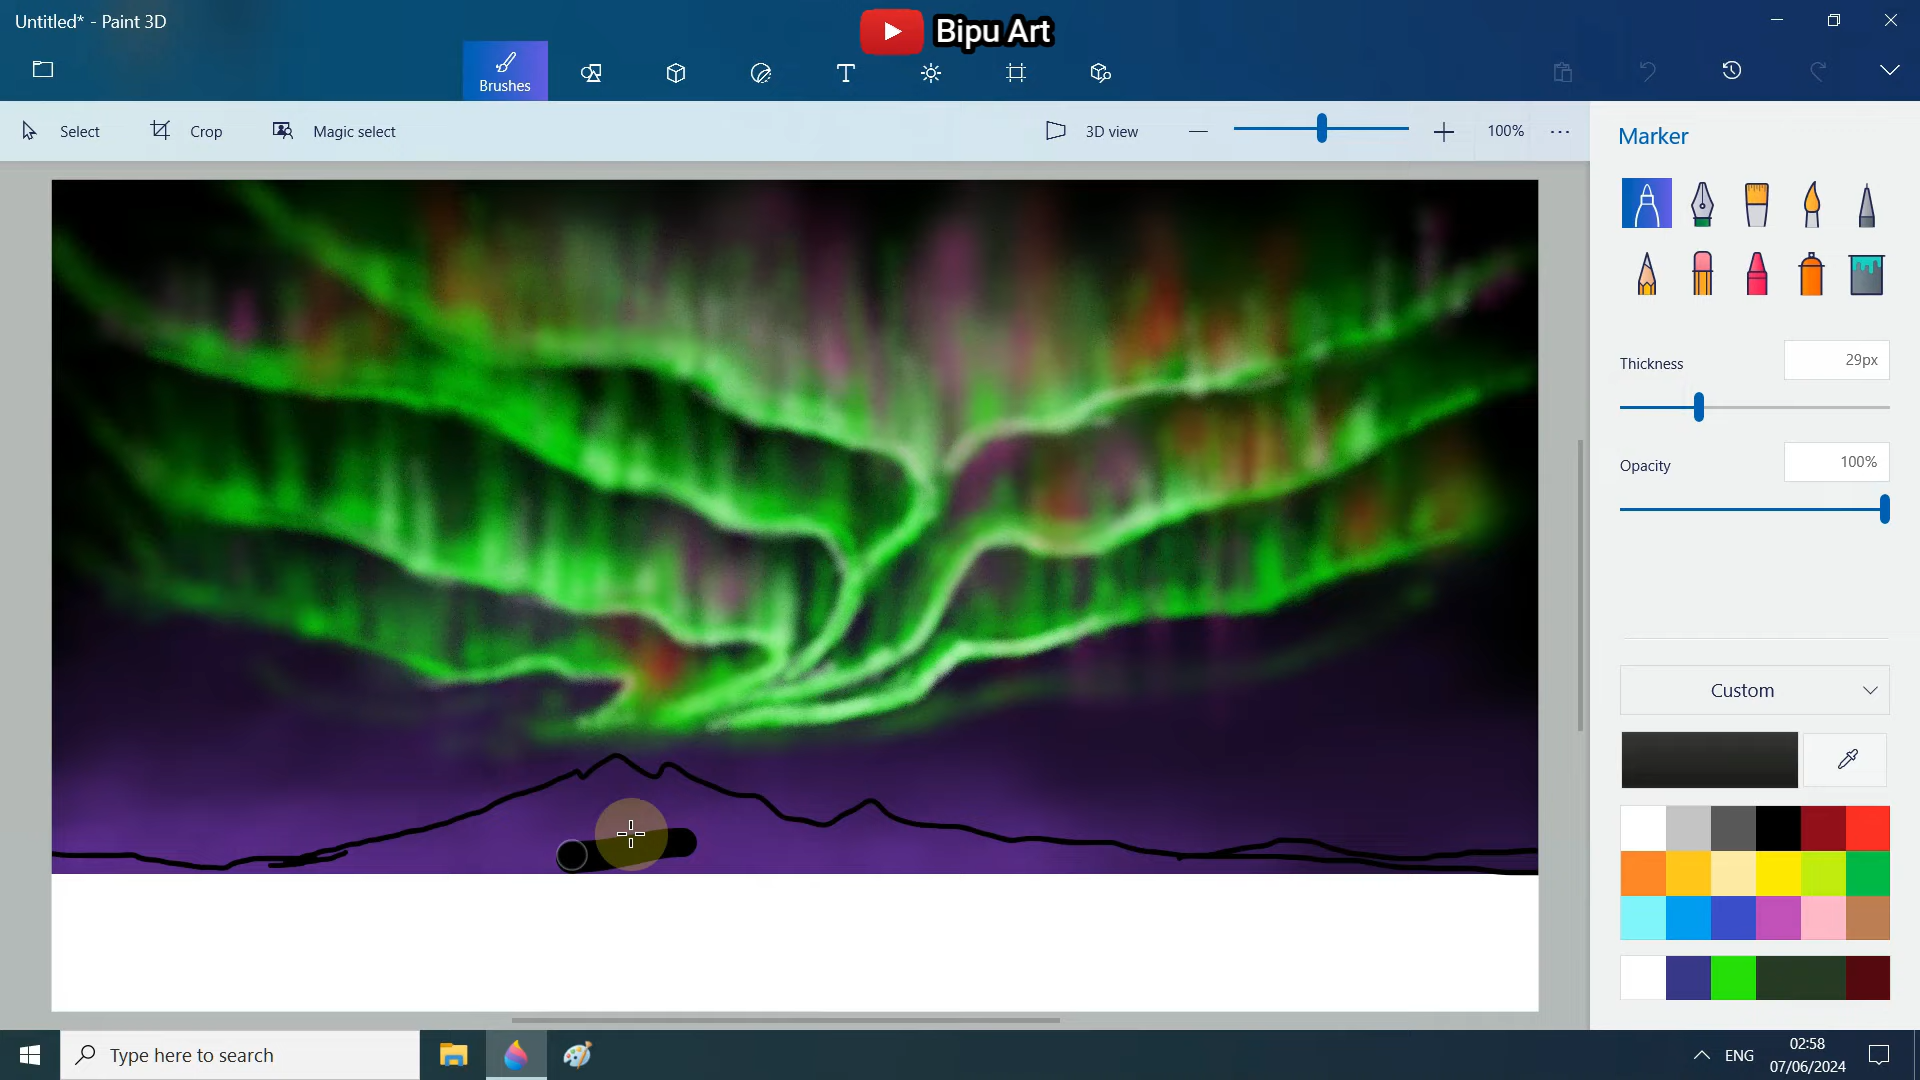 Untitled* - Paint 3D
Bipu Art
Brushes
Select
Crop
Magic select
3D view
100%
Marker
Thickness
29px
Opacity
100%
Custom
Type here to search
ENG
02:58
07/06/2024